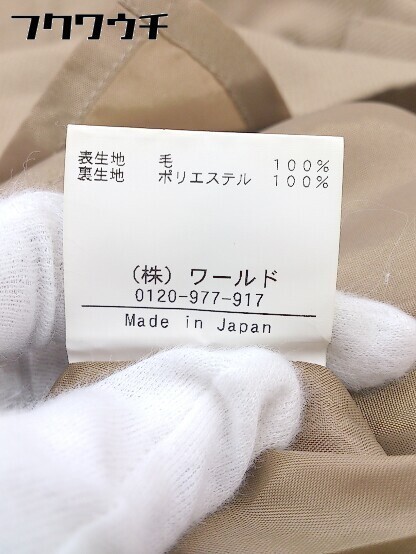 フクワウチ
表生地 毛 100%
裏生地 ポリエステル 100%
(株) ワールド
0120-977-917
Made in Japan